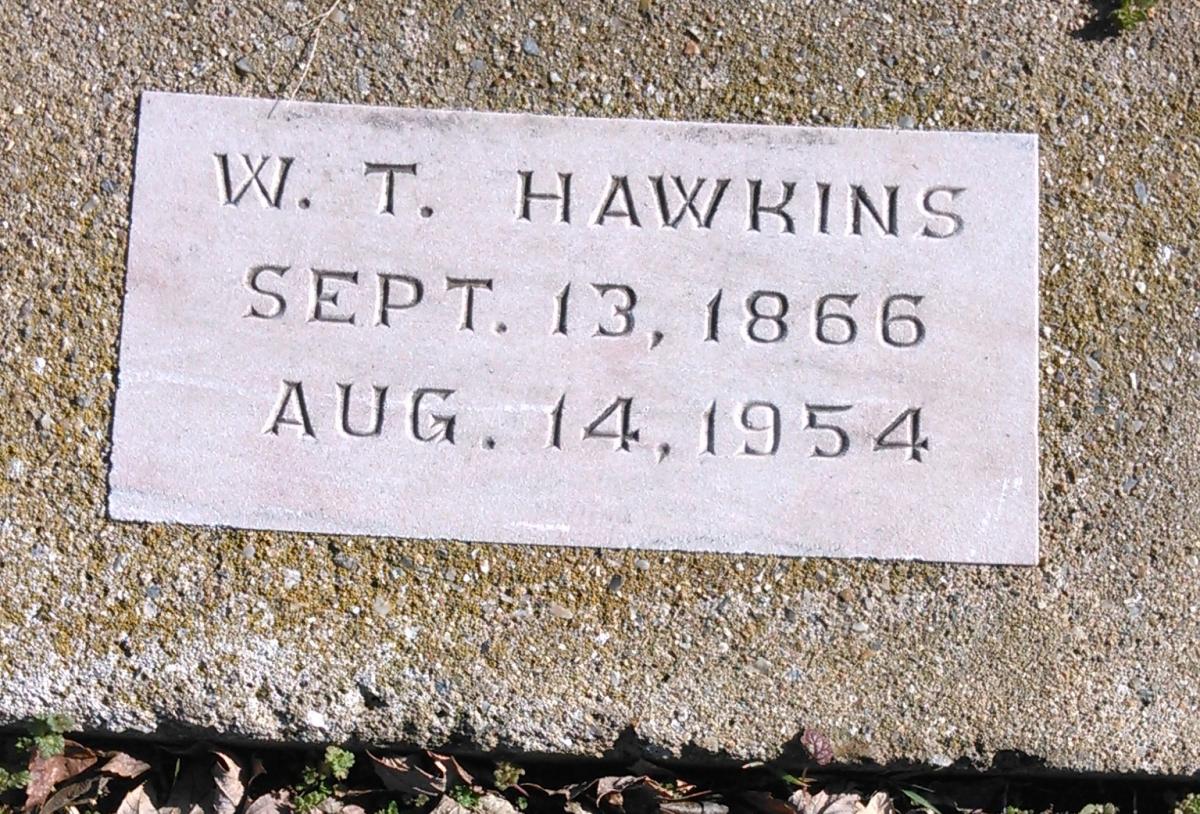 W. T. HAWKINS
SEPT. 13, 1866
AUG. 14, 1954